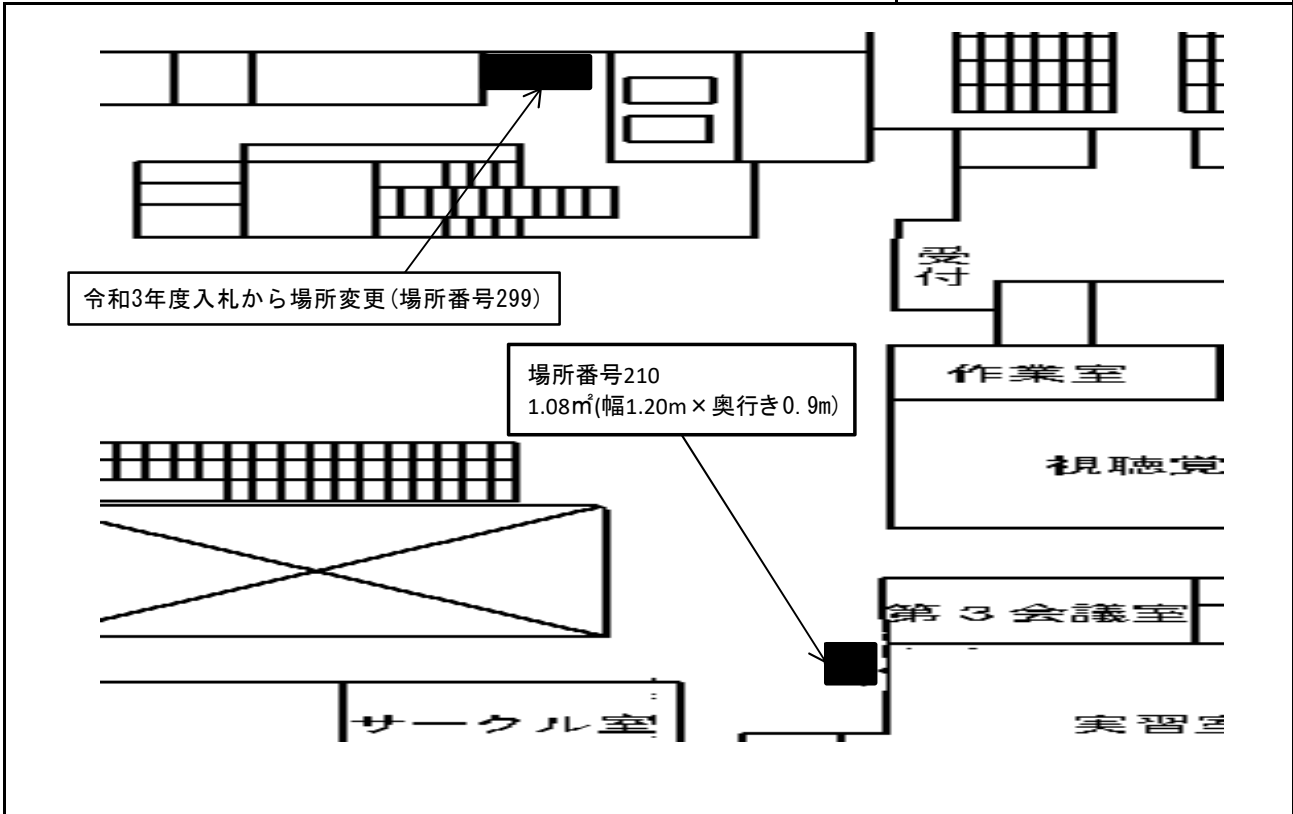 受付
令和3年度入札から場所変更(場所番号299)
場所番号210
1.08㎡(幅1.20m×奥行き0.9m)
作業室
視聴覚
第3会議室
サークル室
実習室